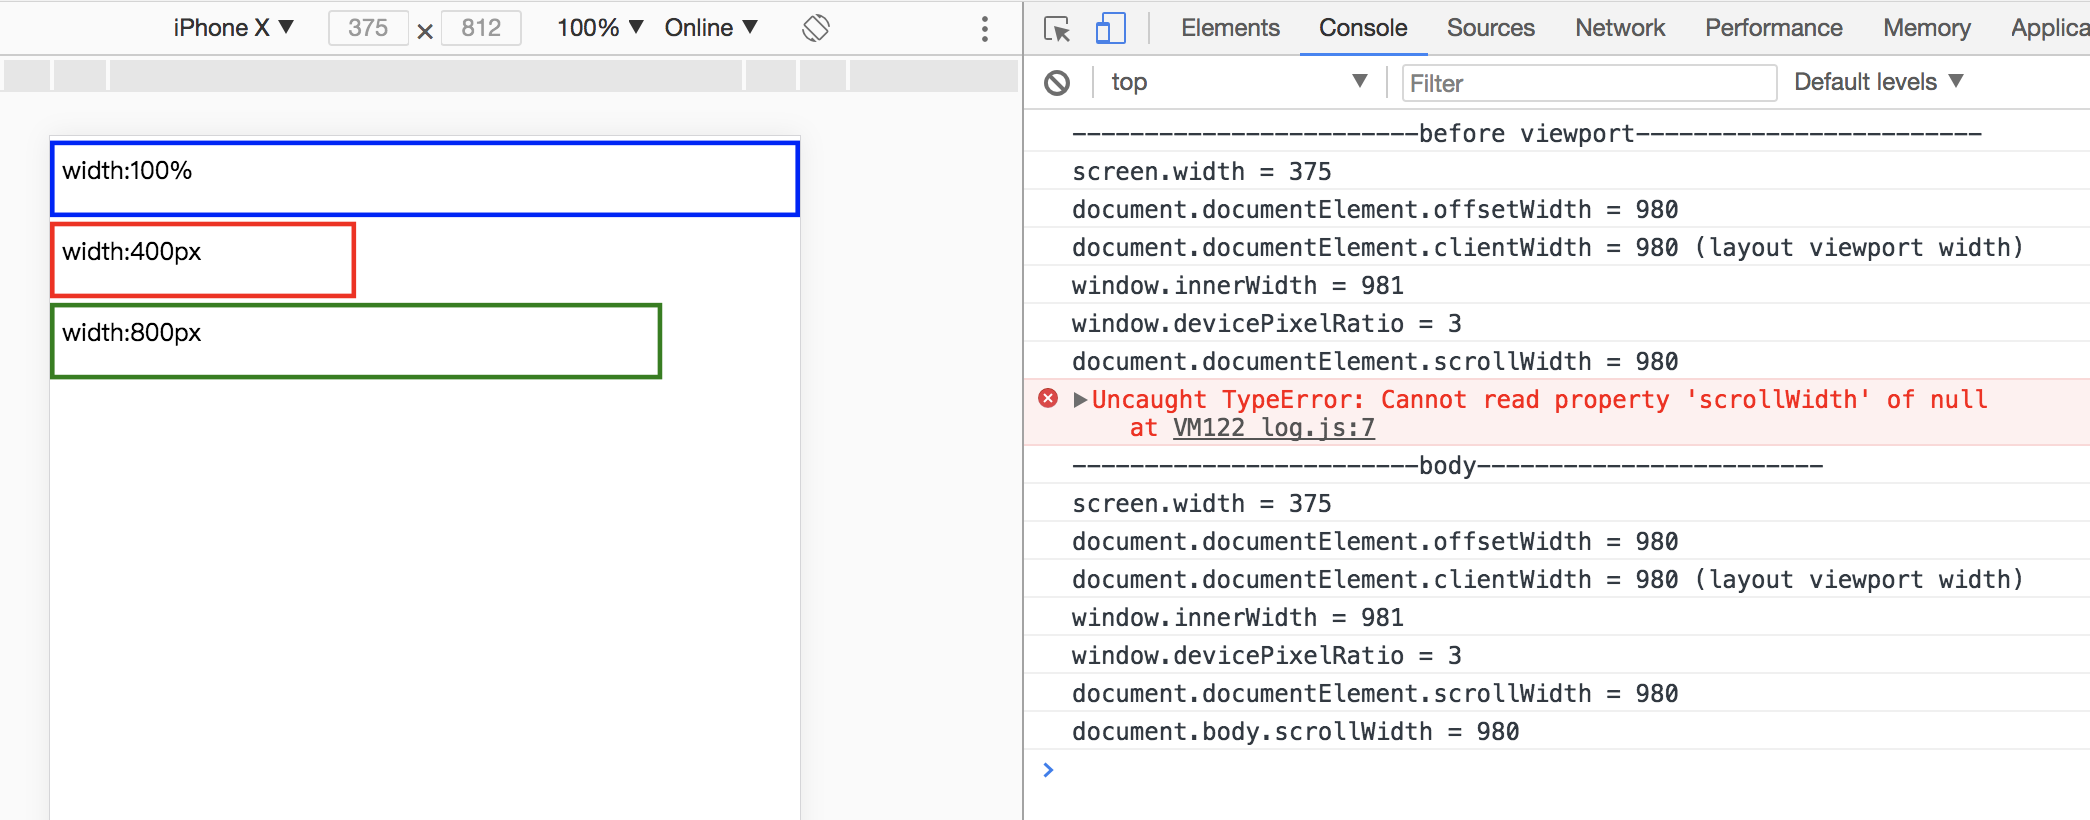 iPhone X ▼ 375 × 812 100% ▼ Online ▼
Elements Console Sources Network Performance Memory Applica
top ▼ Filter Default levels ▼
width:100%
width:400px
width:800px
------------------------before viewport------------------------
screen.width = 375
document.documentElement.offsetWidth = 980
document.documentElement.clientWidth = 980 (layout viewport width)
window.innerWidth = 981
window.devicePixelRatio = 3
document.documentElement.scrollWidth = 980
▶Uncaught TypeError: Cannot read property 'scrollWidth' of null
at VM122 log.js:7
------------------------body------------------------
screen.width = 375
document.documentElement.offsetWidth = 980
document.documentElement.clientWidth = 980 (layout viewport width)
window.innerWidth = 981
window.devicePixelRatio = 3
document.documentElement.scrollWidth = 980
document.body.scrollWidth = 980